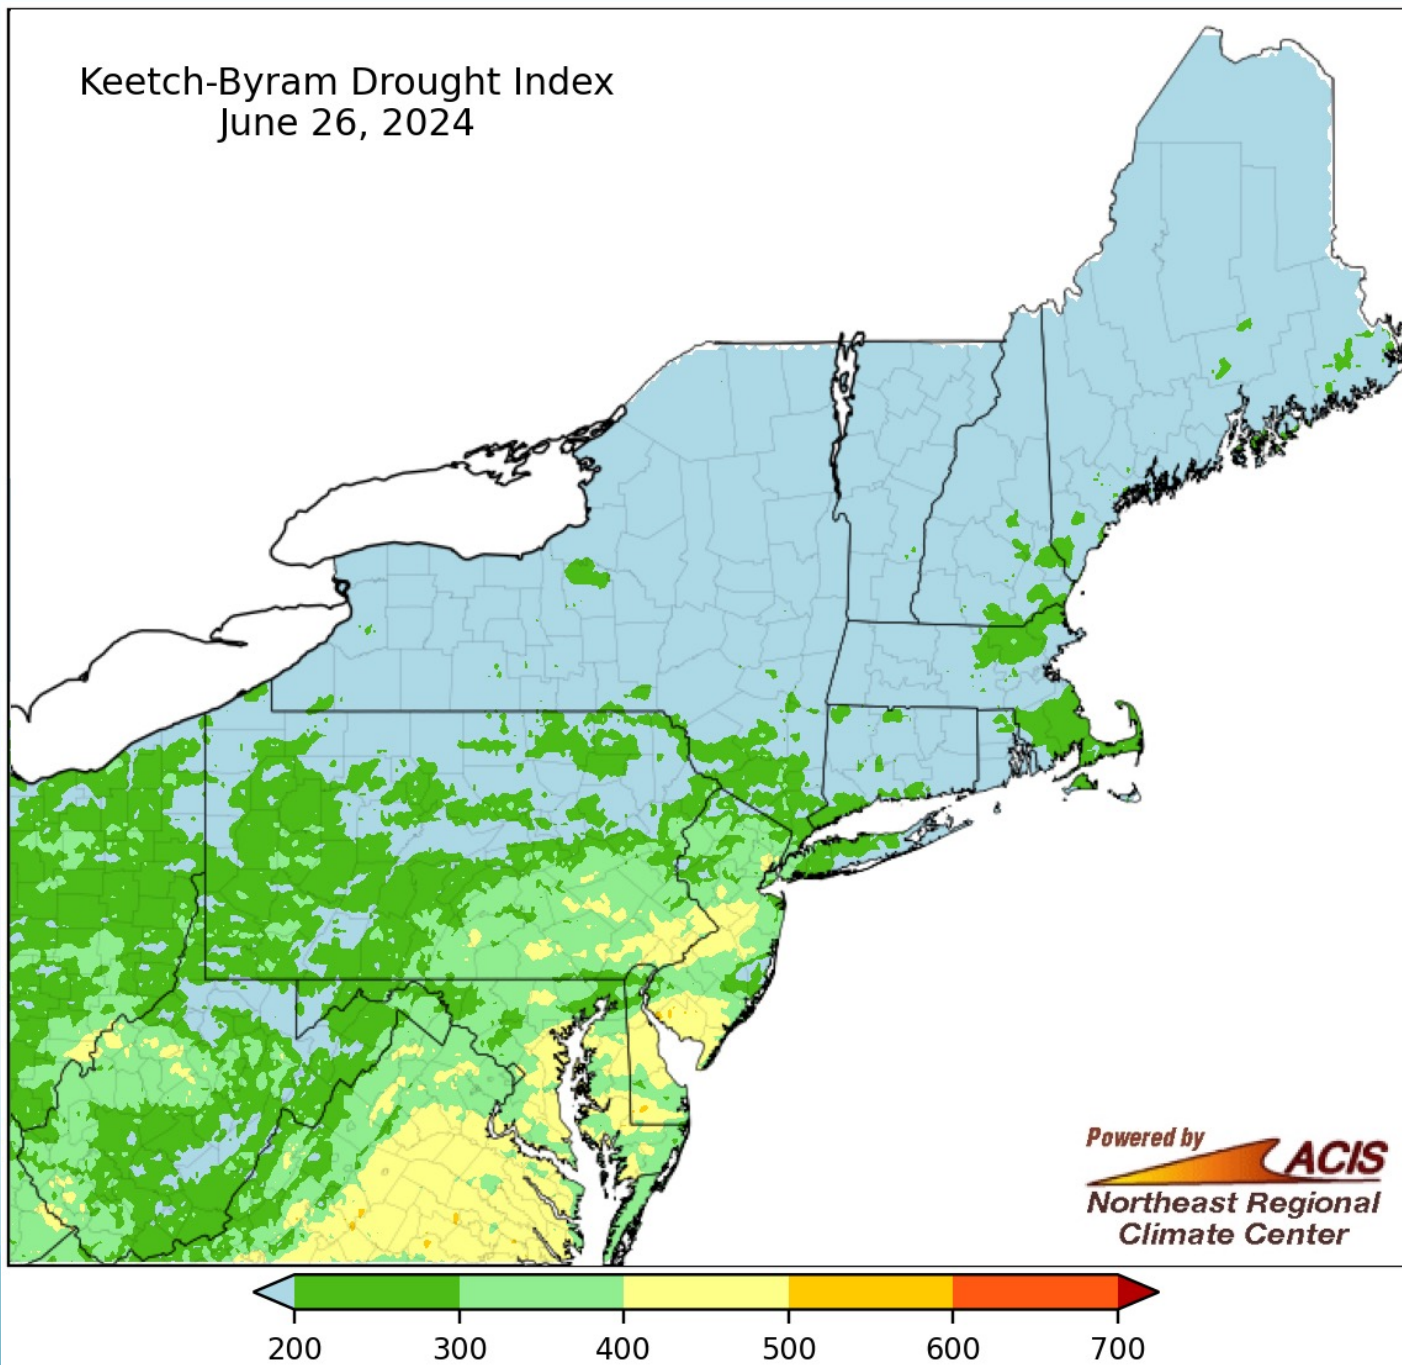 Keetch-Byram Drought Index
June 26, 2024
Powered by
ACIS
Northeast Regional
Climate Center
200 300 400 500 600 700